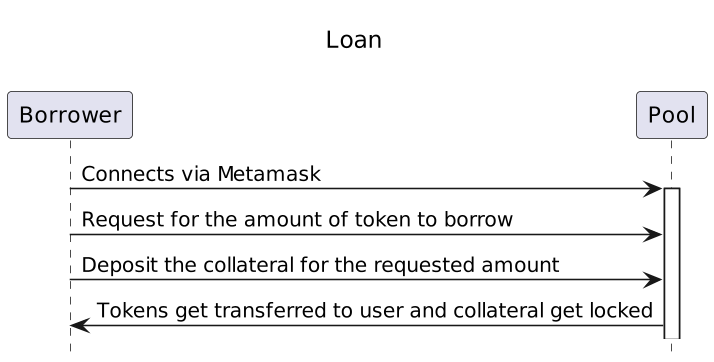 Loan
Borrower
Pool
Connects via Metamask
Request for the amount of token to borrow
Deposit the collateral for the requested amount
Tokens get transferred to user and collateral get locked